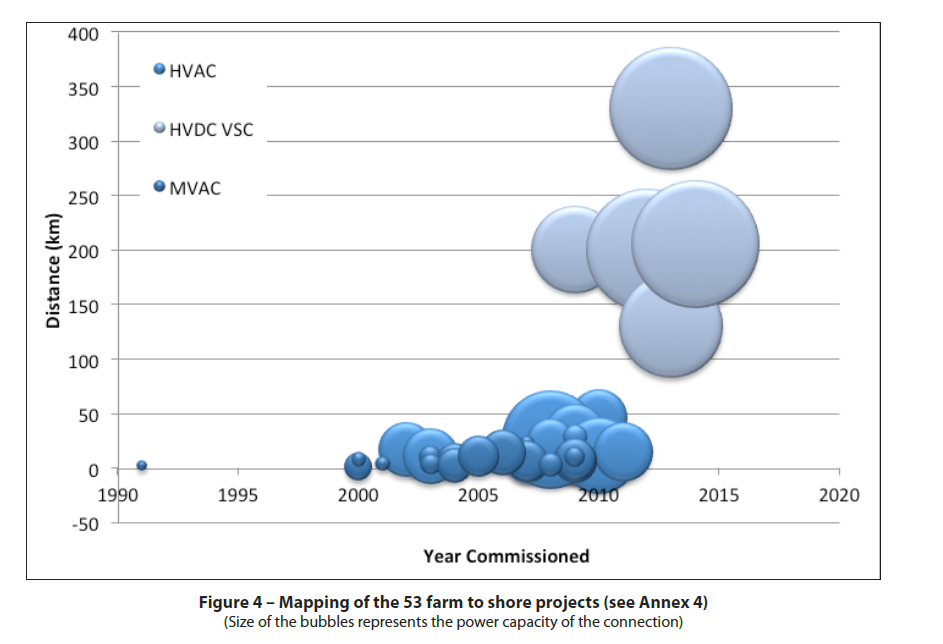 400
350
300
250
200
150
100
50
0
-50
HVAC
HVDC VSC
MVAC
Distance (km)
1990 1995 2000 2005 2010 2015 2020
Year Commissioned
Figure 4 – Mapping of the 53 farm to shore projects (see Annex 4)
(Size of the bubbles represents the power capacity of the connection)